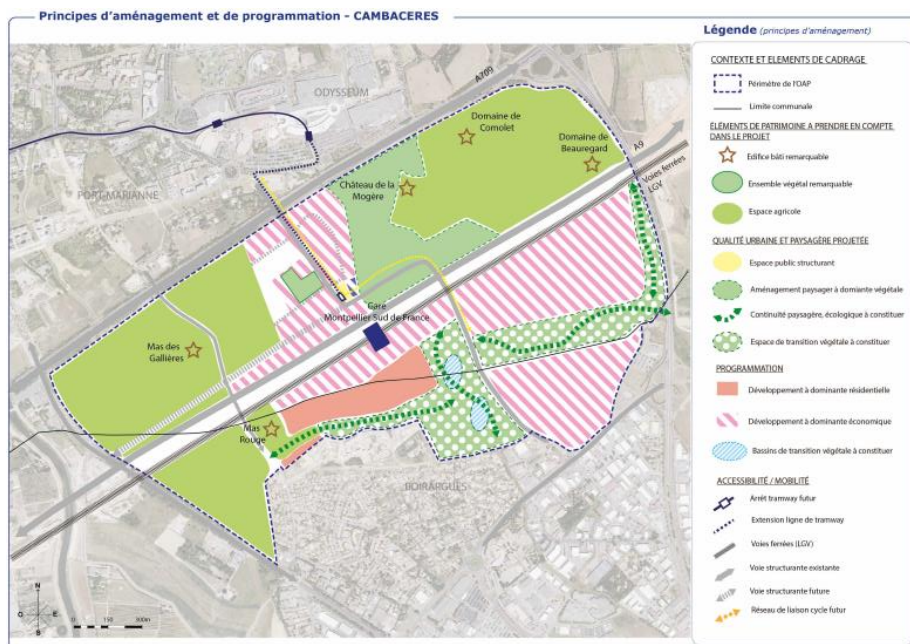 Principes d'aménagement et de programmation - CAMBACERES
A709
ODYSSEUM
Domaine de
Comolet
Domaine de
Beauregard
A9
Voies ferrées
LGV
PORT-MARIANNE
Château de la
Mogère
Gare
Montpellier Sud de France
Mas des
Gallières
Mas
Rouge
BOIRARGUES
N
O
E
S
0 150 300m
Légende (principes d'aménagement)
CONTEXTE ET ELEMENTS DE CADRAGE
Périmètre de l'OAP
Limite communale
ÉLÉMENTS DE PATRIMOINE A PRENDRE EN COMPTE
DANS LE PROJET
Edifice bâti remarquable
Ensemble végétal remarquable
Espace agricole
QUALITÉ URBAINE ET PAYSAGÈRE PROJETÉE
Espace public structurant
Aménagement paysager à domiante végétale
Continuité paysagère, écologique à constituer
Espace de transition végétale à constituer
PROGRAMMATION
Développement à dominante résidentielle
Développement à dominante économique
Bassins de transition végétale à constituer
ACCESSIBILITÉ / MOBILITÉ
Arrêt tramway futur
Extension ligne de tramway
Voies ferrées (LGV)
Voie structurante existante
Voie structurante future
Réseau de liaison cycle futur